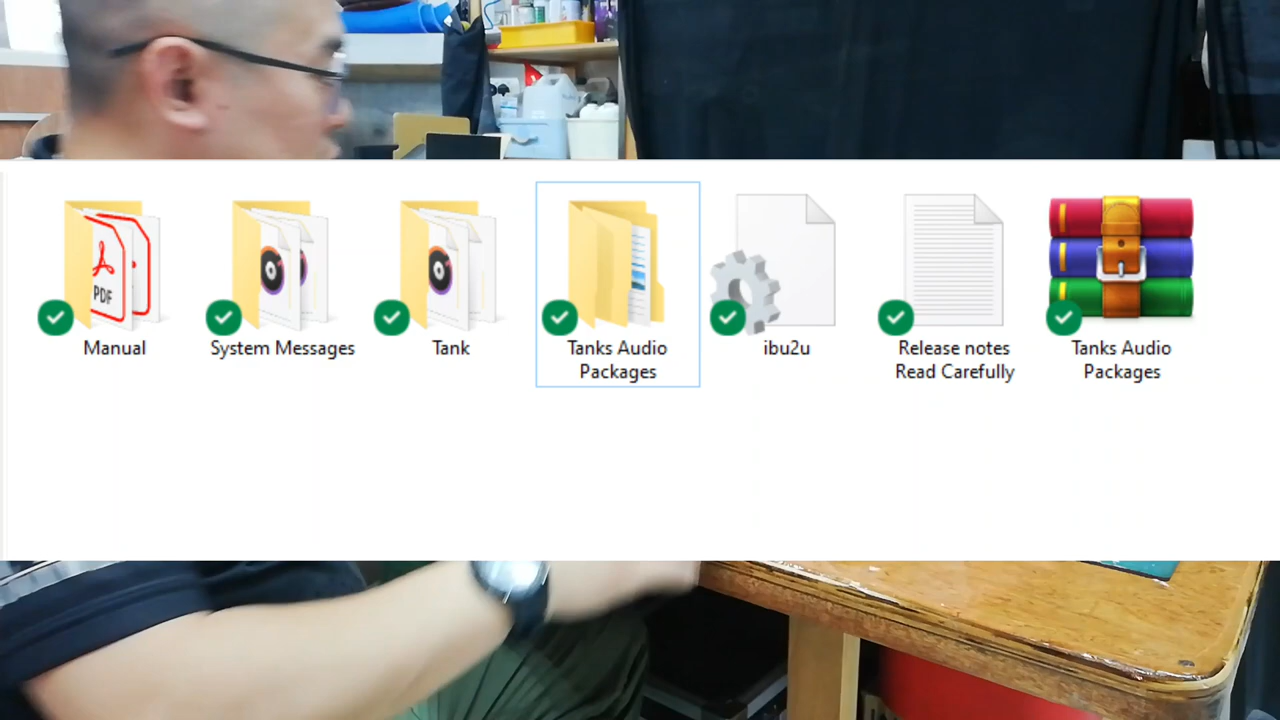 PDF
Manual
System Messages
Tank
Tanks Audio
Packages
ibu2u
Release notes
Read Carefully
Tanks Audio
Packages